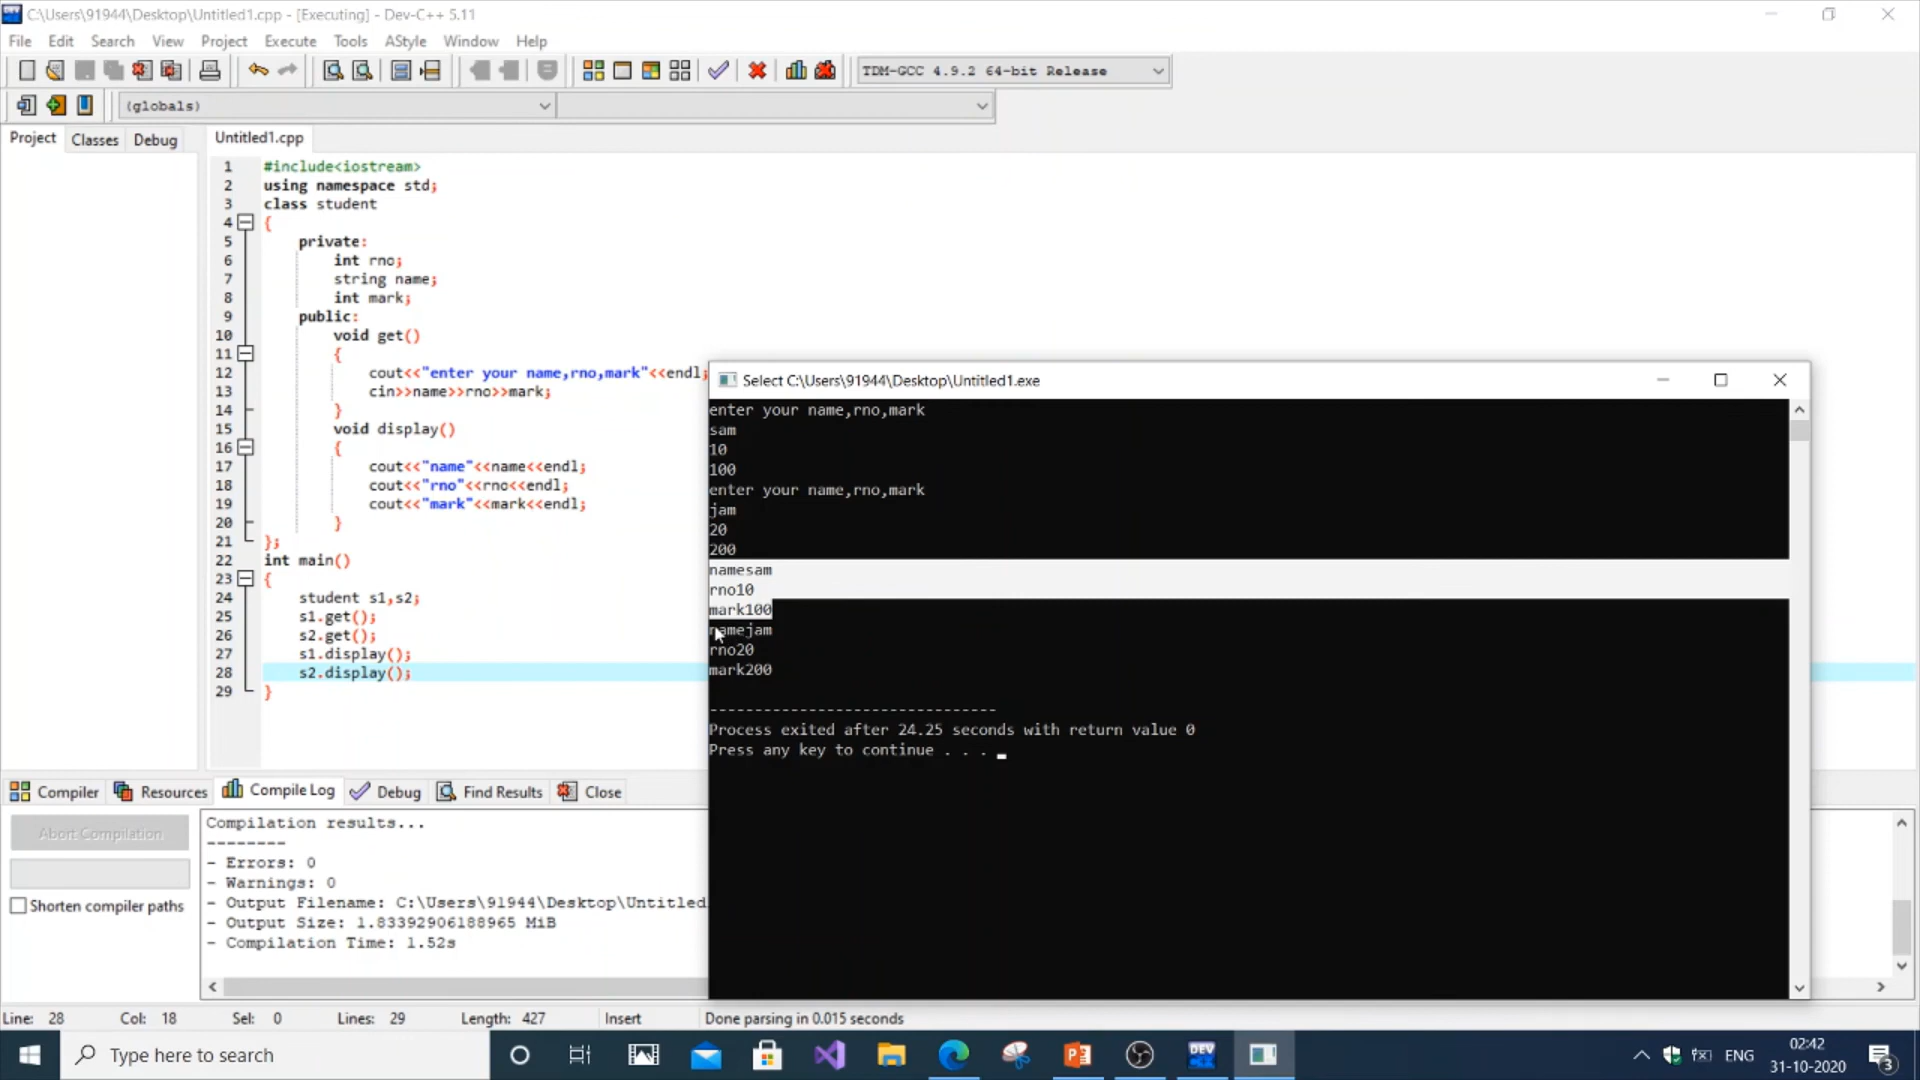 C:\Users\91944\Desktop\Untitled1.cpp - [Executing] - Dev-C++ 5.11
File Edit Search View Project Execute Tools AStyle Window Help
TDM-GCC 4.9.2 64-bit Release
(globals)
Project Classes Debug Untitled1.cpp
1 #include<iostream>
2 using namespace std;
3 class student
4 {
5 private:
6 int rno;
7 string name;
8 int mark;
9 public:
10 void get()
11 {
12 cout<<"enter your name,rno,mark"<<endl;
13 cin>>name>>rno>>mark;
14 }
15 void display()
16 {
17 cout<<"name"<<name<<endl;
18 cout<<"rno"<<rno<<endl;
19 cout<<"mark"<<mark<<endl;
20 }
21 };
22 int main()
23 {
24 student s1,s2;
25 s1.get();
26 s2.get();
27 s1.display();
28 s2.display();
29 }
Select C:\Users\91944\Desktop\Untitled1.exe
enter your name,rno,mark
sam
10
100
enter your name,rno,mark
jam
20
200
namesam
rno10
mark100
namejam
rno20
mark200
--------------------------------
Process exited after 24.25 seconds with return value 0
Press any key to continue . . .
Compiler Resources Compile Log Debug Find Results Close
Abort Compilation
Shorten compiler paths
Compilation results...
--------
- Errors: 0
- Warnings: 0
- Output Filename: C:\Users\91944\Desktop\Untitled
- Output Size: 1.83392906188965 MiB
- Compilation Time: 1.52s
Line: 28 Col: 18 Sel: 0 Lines: 29 Length: 427 Insert Done parsing in 0.015 seconds
Type here to search
DEV
ENG
02:42
31-10-2020
3